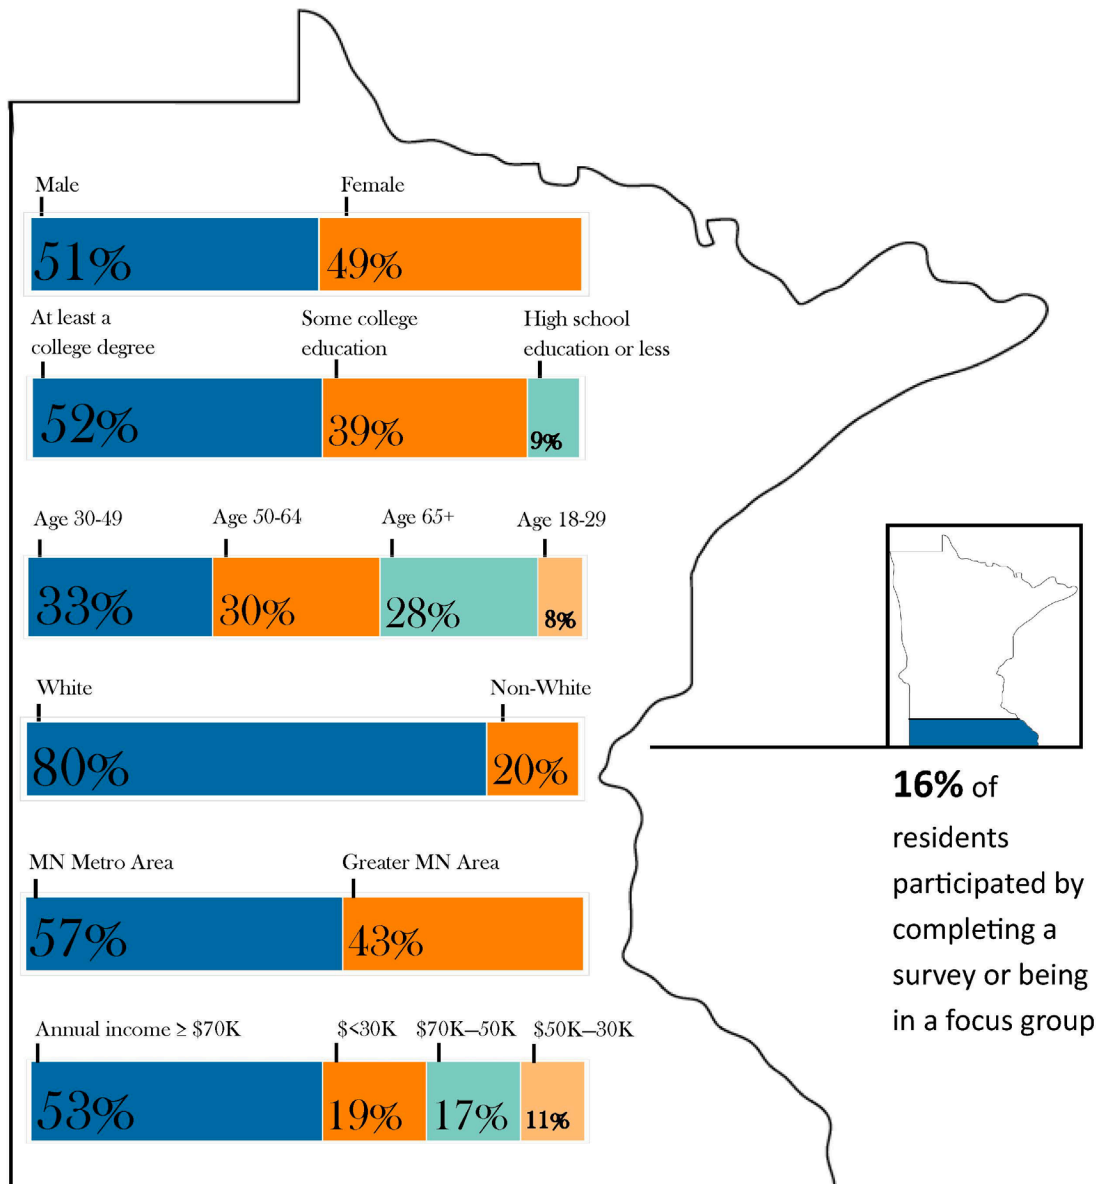 Male Female
51% 49%
At least a
college degree
Some college
education
High school
education or less
52% 39% 9%
Age 30-49 Age 50-64 Age 65+ Age 18-29
33% 30% 28% 8%
White Non-White
80% 20%
MN Metro Area Greater MN Area
57% 43%
Annual income ≥ $70K $<30K $70K–50K $50K–30K
53% 19% 17% 11%
16% of
residents
participated by
completing a
survey or being
in a focus group